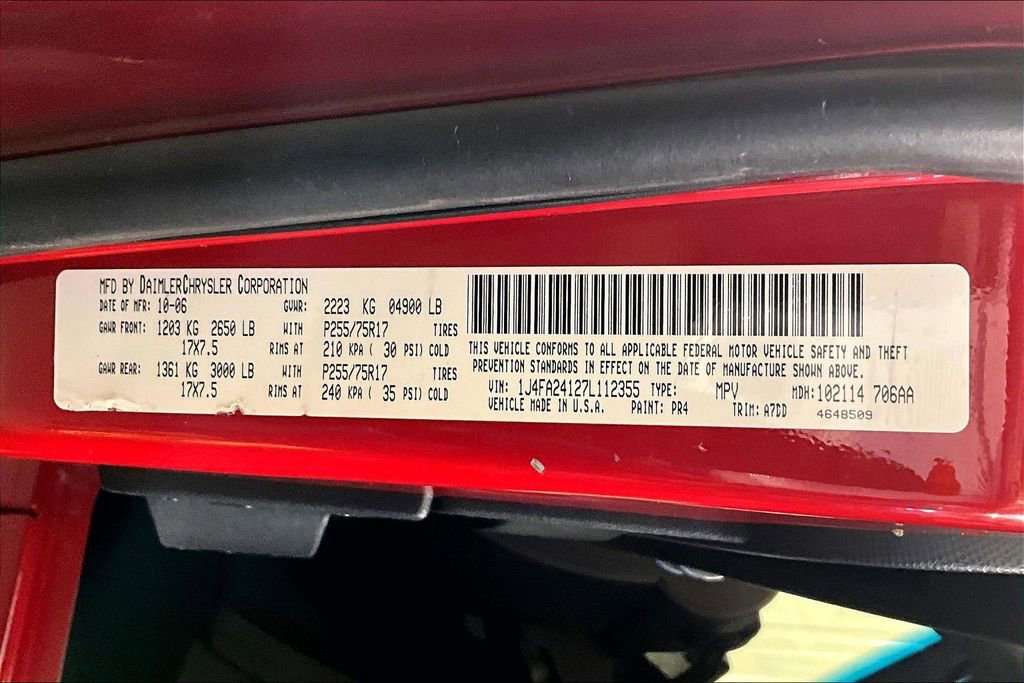 MFD BY DAIMLERCHRYSLER CORPORATION
DATE OF MFR: 10-06 GVWR: 2223 KG 04900 LB
GAWR FRONT: 1203 KG 2650 LB WITH P255/75R17 TIRES
17X7.5 RIMS AT 210 KPA ( 30 PSI) COLD
GAWR REAR: 1361 KG 3000 LB WITH P255/75R17 TIRES
17X7.5 RIMS AT 240 KPA ( 35 PSI) COLD
THIS VEHICLE CONFORMS TO ALL APPLICABLE FEDERAL MOTOR VEHICLE SAFETY AND THEFT
PREVENTION STANDARDS IN EFFECT ON THE DATE OF MANUFACTURE SHOWN ABOVE.
VIN: 1J4FA24127L112355 TYPE: MPV MDH:102114 706AA
VEHICLE MADE IN U.S.A. PAINT: PR4 TRIM: A7DD 4648509